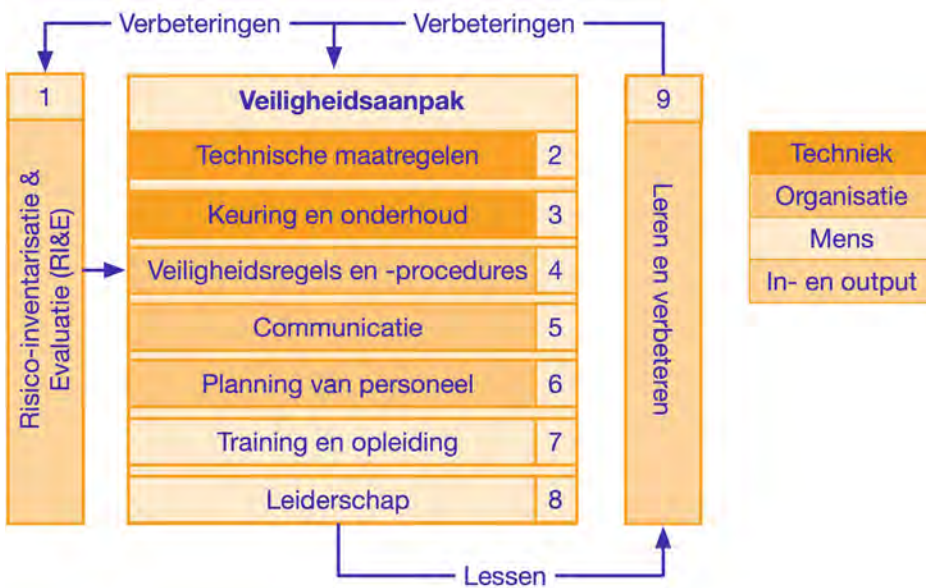 Verbeteringen
Verbeteringen
1
Risico-inventarisatie &
Evaluatie (RI&E)
Veiligheidsaanpak
Technische maatregelen 2
Keuring en onderhoud 3
Veiligheidsregels en -procedures 4
Communicatie 5
Planning van personeel 6
Training en opleiding 7
Leiderschap 8
9
Leren en verbeteren
Techniek
Organisatie
Mens
In- en output
Lessen